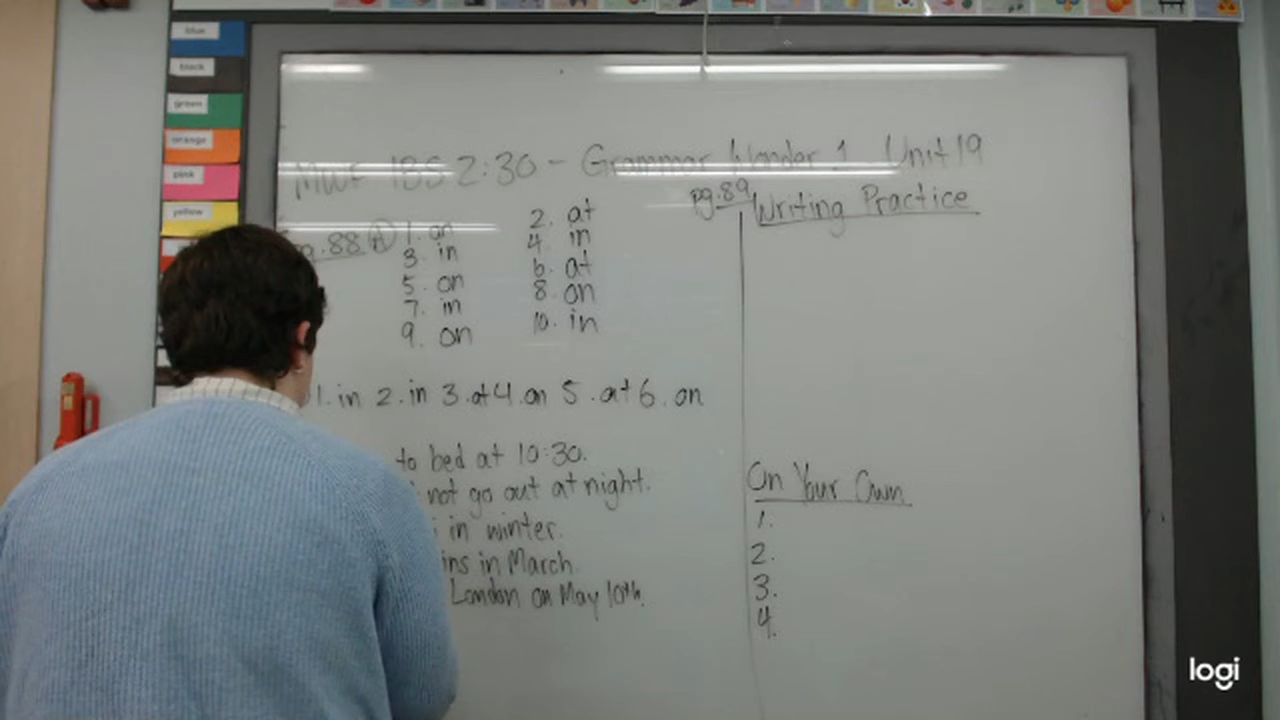 blue
black
green
orange
pink
yellow
MWF 1B5 2:30 - Grammar Wonder 1 Unit 19
pg.88 A 1. on 2. at
3. in 4. in
5. on 6. at
7. in 8. on
9. on 10. in
1. in 2. in 3. at 4. on 5. at 6. on
to bed at 10:30.
not go out at night.
in winter.
ins in March.
London on May 10th.
pg.89 Writing Practice
On Your Own
1.
2.
3.
4.
logi